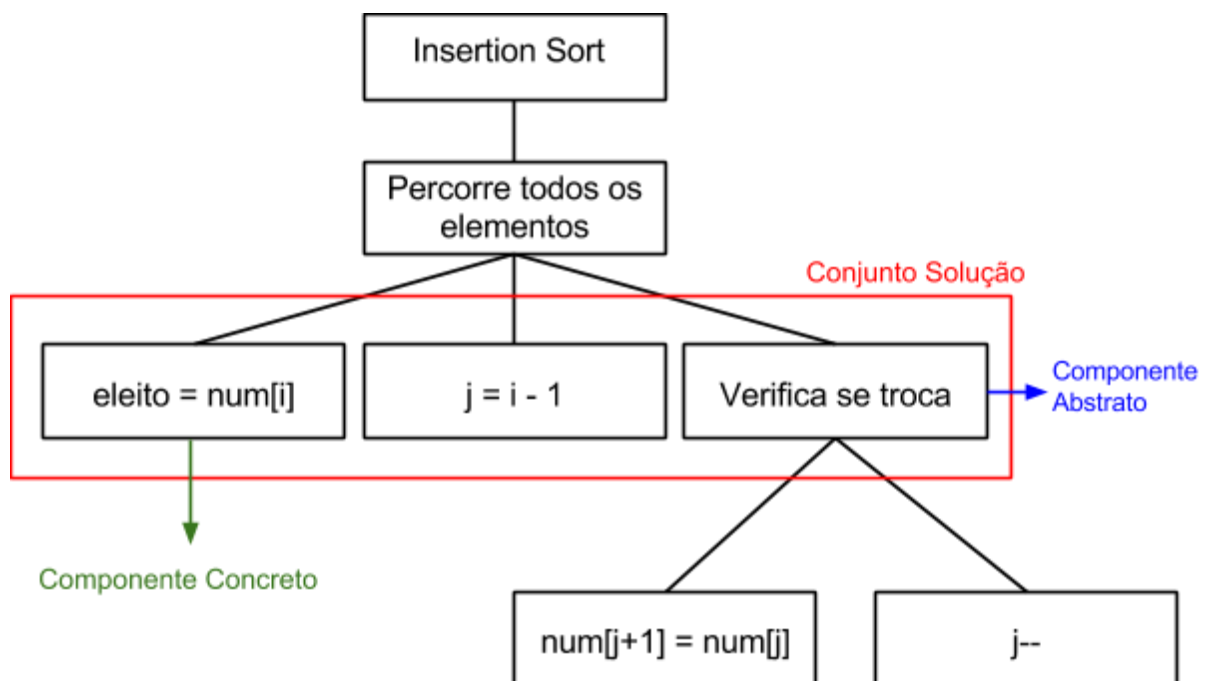 Insertion Sort
Percorre todos os
elementos
Conjunto Solução
eleito = num[i]
j = i - 1
Verifica se troca
Componente
Abstrato
Componente Concreto
num[j+1] = num[j]
j--